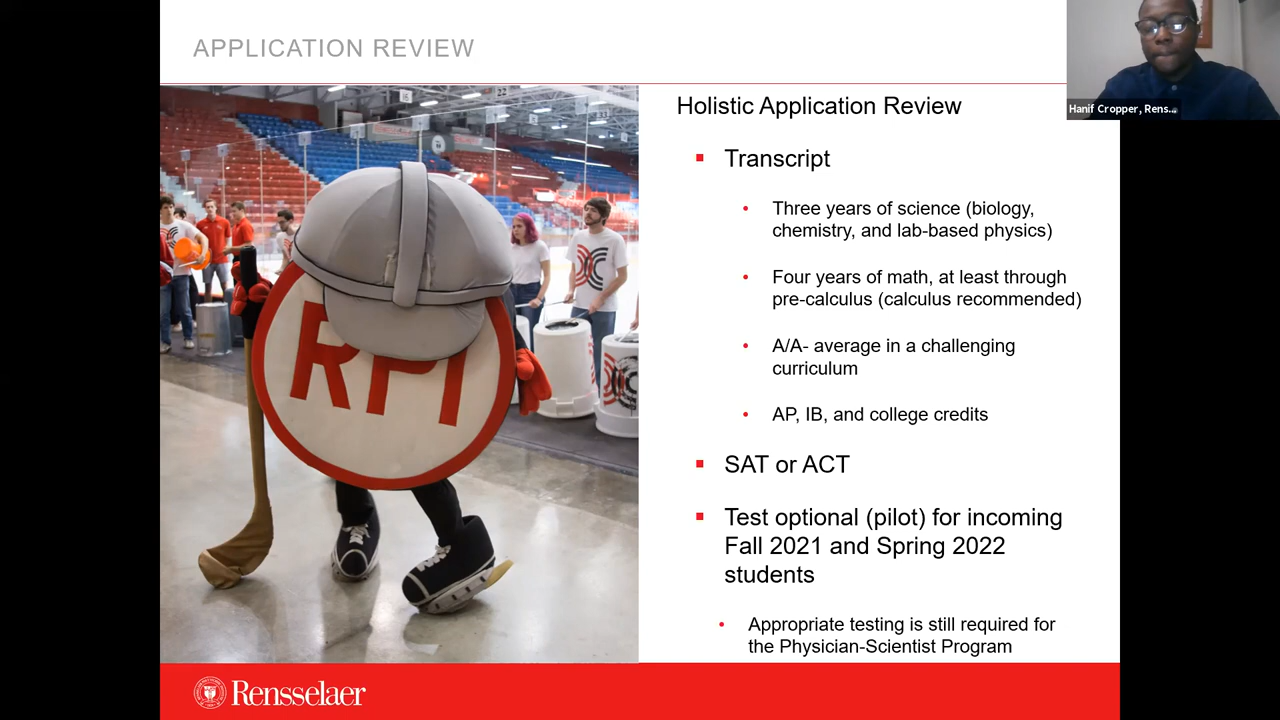 APPLICATION REVIEW
Hanif Cropper, Rens...
Holistic Application Review
Transcript
Three years of science (biology,
chemistry, and lab-based physics)
Four years of math, at least through
pre-calculus (calculus recommended)
A/A- average in a challenging
curriculum
AP, IB, and college credits
SAT or ACT
Test optional (pilot) for incoming
Fall 2021 and Spring 2022
students
Appropriate testing is still required for
the Physician-Scientist Program
RPI
22
Rensselaer